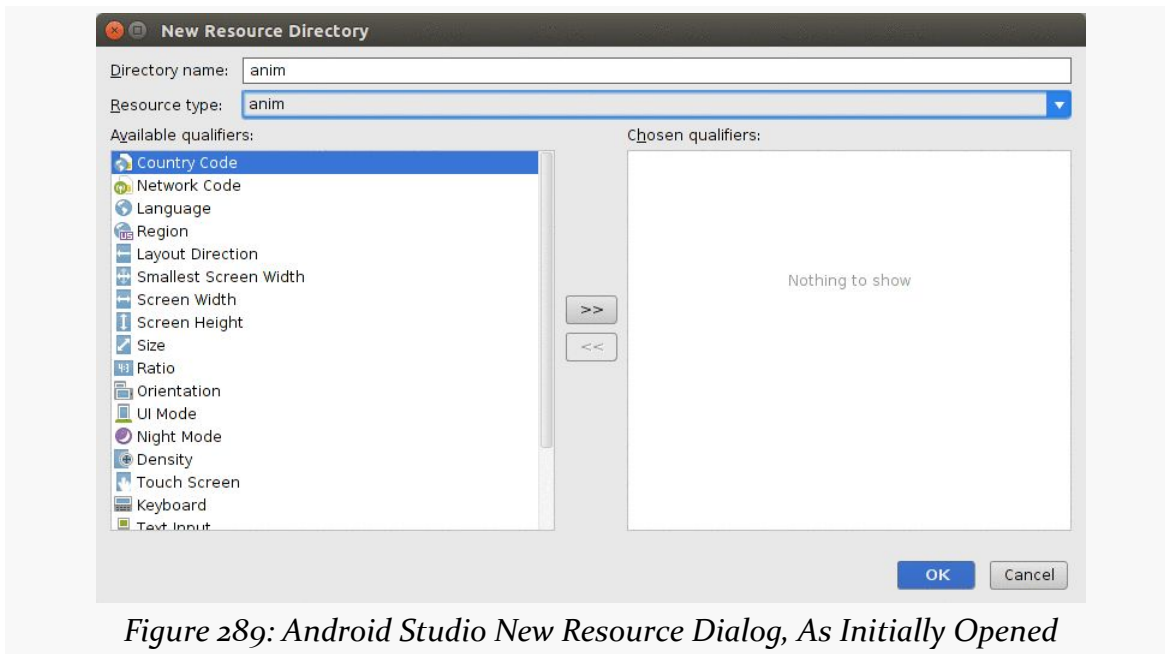 New Resource Directory
Directory name: anim
Resource type: anim
Available qualifiers:
Chosen qualifiers:
Country Code
Network Code
Language
Region
Layout Direction
Smallest Screen Width
Screen Width
Screen Height
Size
Ratio
Orientation
UI Mode
Night Mode
Density
Touch Screen
Keyboard
Text Input
>>
<<
Nothing to show
OK
Cancel
Figure 289: Android Studio New Resource Dialog, As Initially Opened